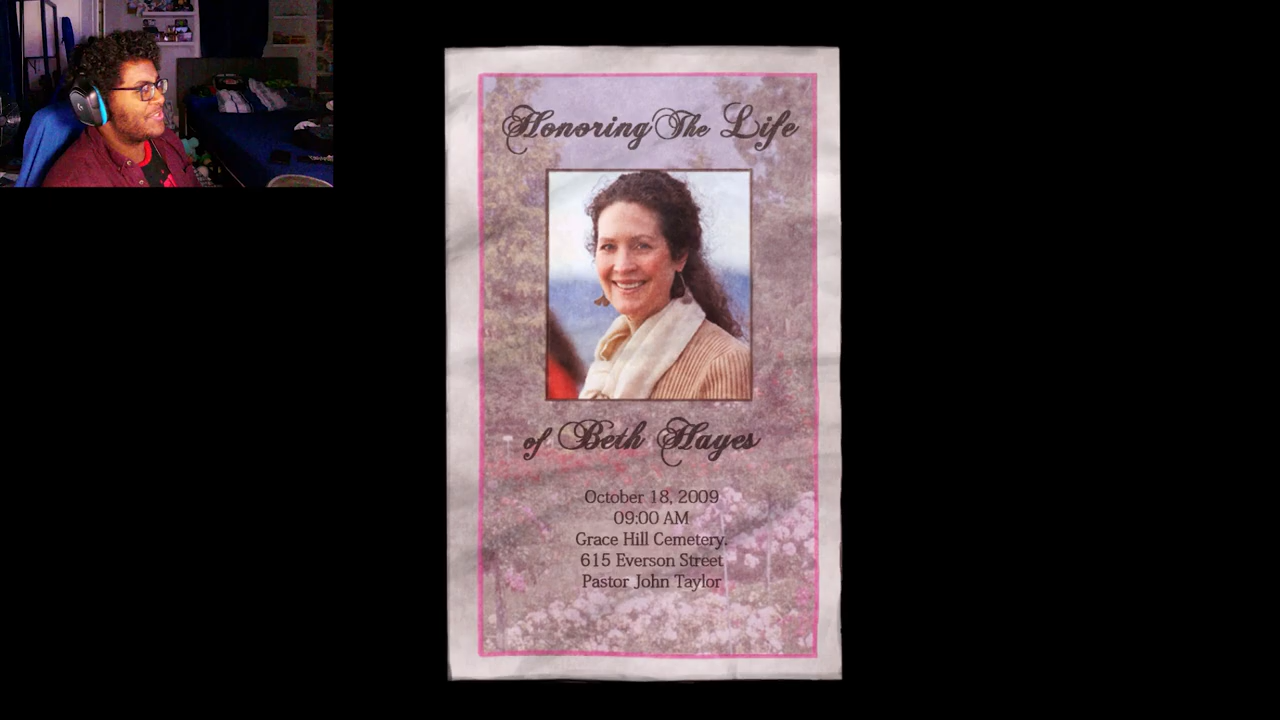 Honoring The Life
of Beth Hayes
October 18, 2009
09:00 AM
Grace Hill Cemetery,
615 Everson Street
Pastor John Taylor